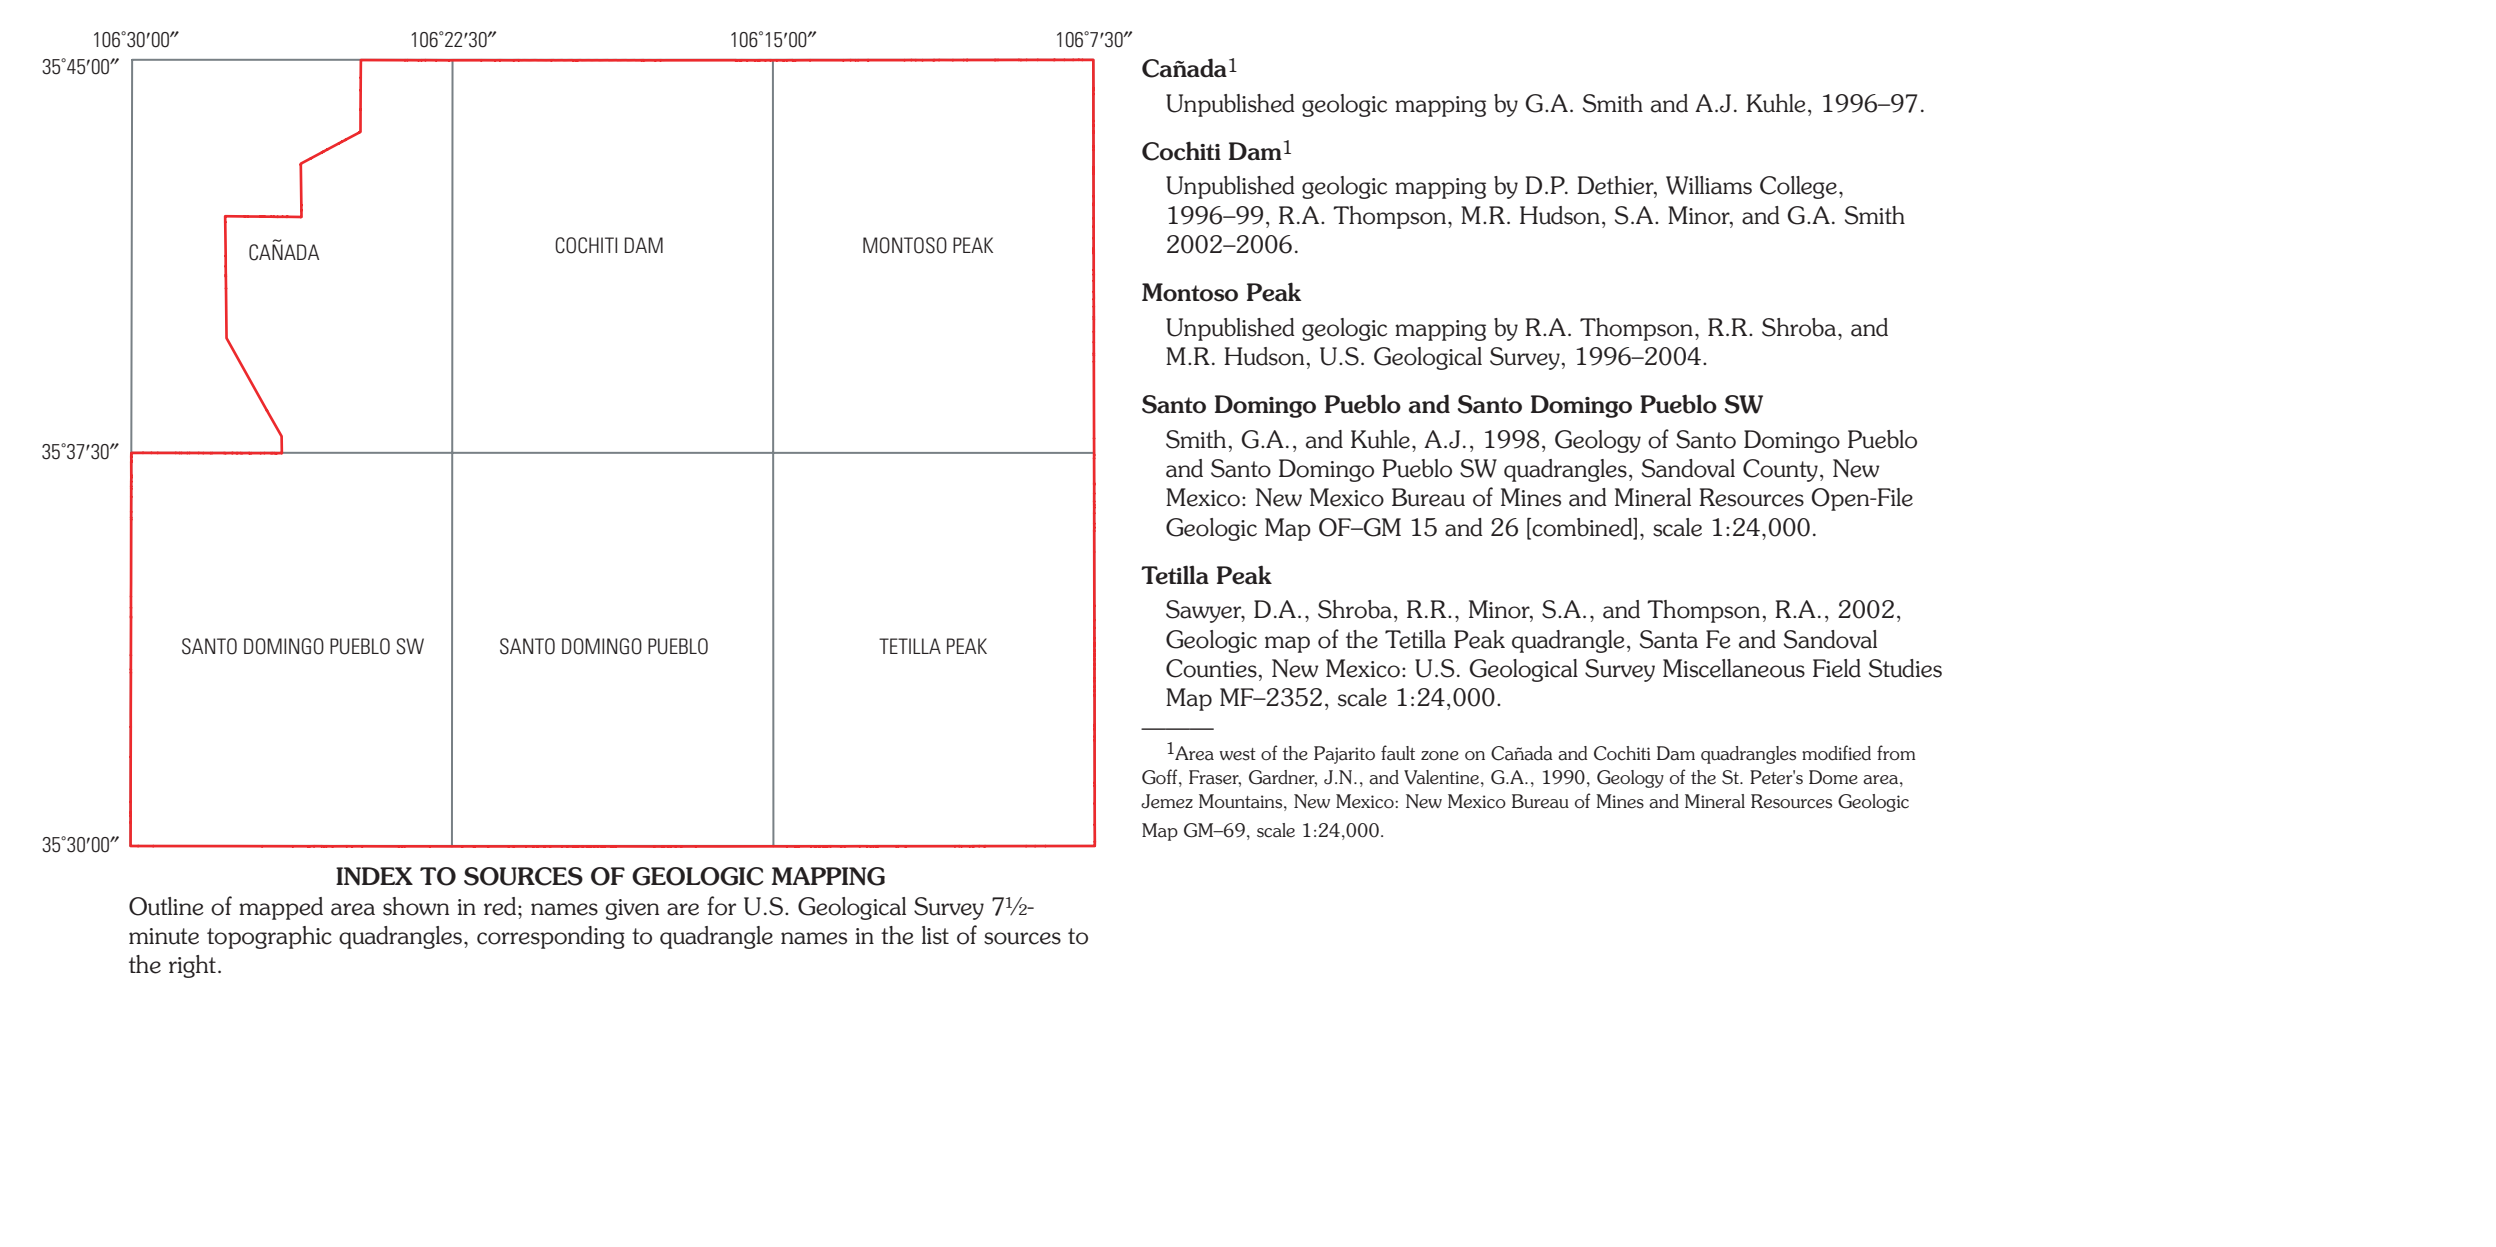 106°30′00″ 106°22′30″ 106°15′00″ 106°7′30″
35°45′00″
CAÑADA
COCHITI DAM
MONTOSO PEAK
35°37′30″
SANTO DOMINGO PUEBLO SW
SANTO DOMINGO PUEBLO
TETILLA PEAK
35°30′00″
INDEX TO SOURCES OF GEOLOGIC MAPPING
Outline of mapped area shown in red; names given are for U.S. Geological Survey 7½-
minute topographic quadrangles, corresponding to quadrangle names in the list of sources to
the right.
Cañada1
Unpublished geologic mapping by G.A. Smith and A.J. Kuhle, 1996–97.
Cochiti Dam1
Unpublished geologic mapping by D.P. Dethier, Williams College,
1996–99, R.A. Thompson, M.R. Hudson, S.A. Minor, and G.A. Smith
2002–2006.
Montoso Peak
Unpublished geologic mapping by R.A. Thompson, R.R. Shroba, and
M.R. Hudson, U.S. Geological Survey, 1996–2004.
Santo Domingo Pueblo and Santo Domingo Pueblo SW
Smith, G.A., and Kuhle, A.J., 1998, Geology of Santo Domingo Pueblo
and Santo Domingo Pueblo SW quadrangles, Sandoval County, New
Mexico: New Mexico Bureau of Mines and Mineral Resources Open-File
Geologic Map OF–GM 15 and 26 [combined], scale 1:24,000.
Tetilla Peak
Sawyer, D.A., Shroba, R.R., Minor, S.A., and Thompson, R.A., 2002,
Geologic map of the Tetilla Peak quadrangle, Santa Fe and Sandoval
Counties, New Mexico: U.S. Geological Survey Miscellaneous Field Studies
Map MF–2352, scale 1:24,000.
1Area west of the Pajarito fault zone on Cañada and Cochiti Dam quadrangles modified from
Goff, Fraser, Gardner, J.N., and Valentine, G.A., 1990, Geology of the St. Peter's Dome area,
Jemez Mountains, New Mexico: New Mexico Bureau of Mines and Mineral Resources Geologic
Map GM–69, scale 1:24,000.